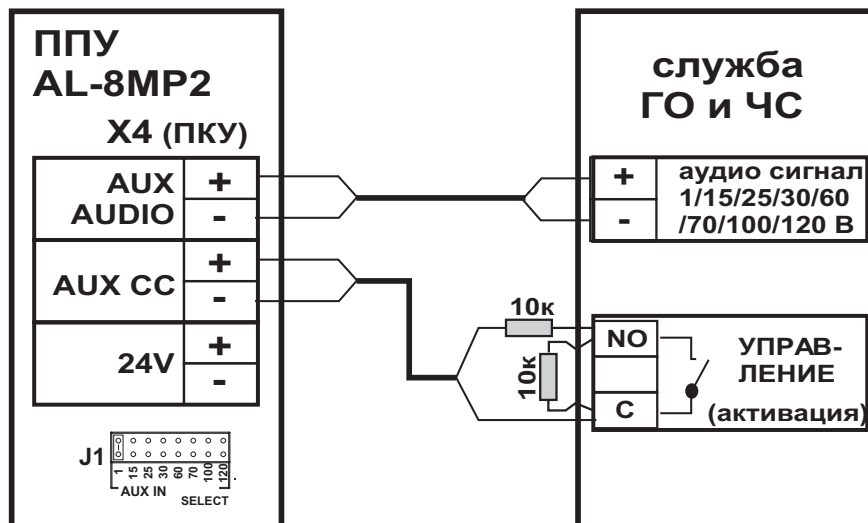 ППУ
AL-8MP2
X4 (ПКУ)
AUX
AUDIO
+
-
AUX CC
+
-
24V
+
-
J1
1 15 25 30 60 70 100 120
AUX IN
SELECT
служба
ГО и ЧС
+
-
аудио сигнал
1/15/25/30/60
/70/100/120 В
10к
10к
NO
C
УПРАВ-
ЛЕНИЕ
(активация)